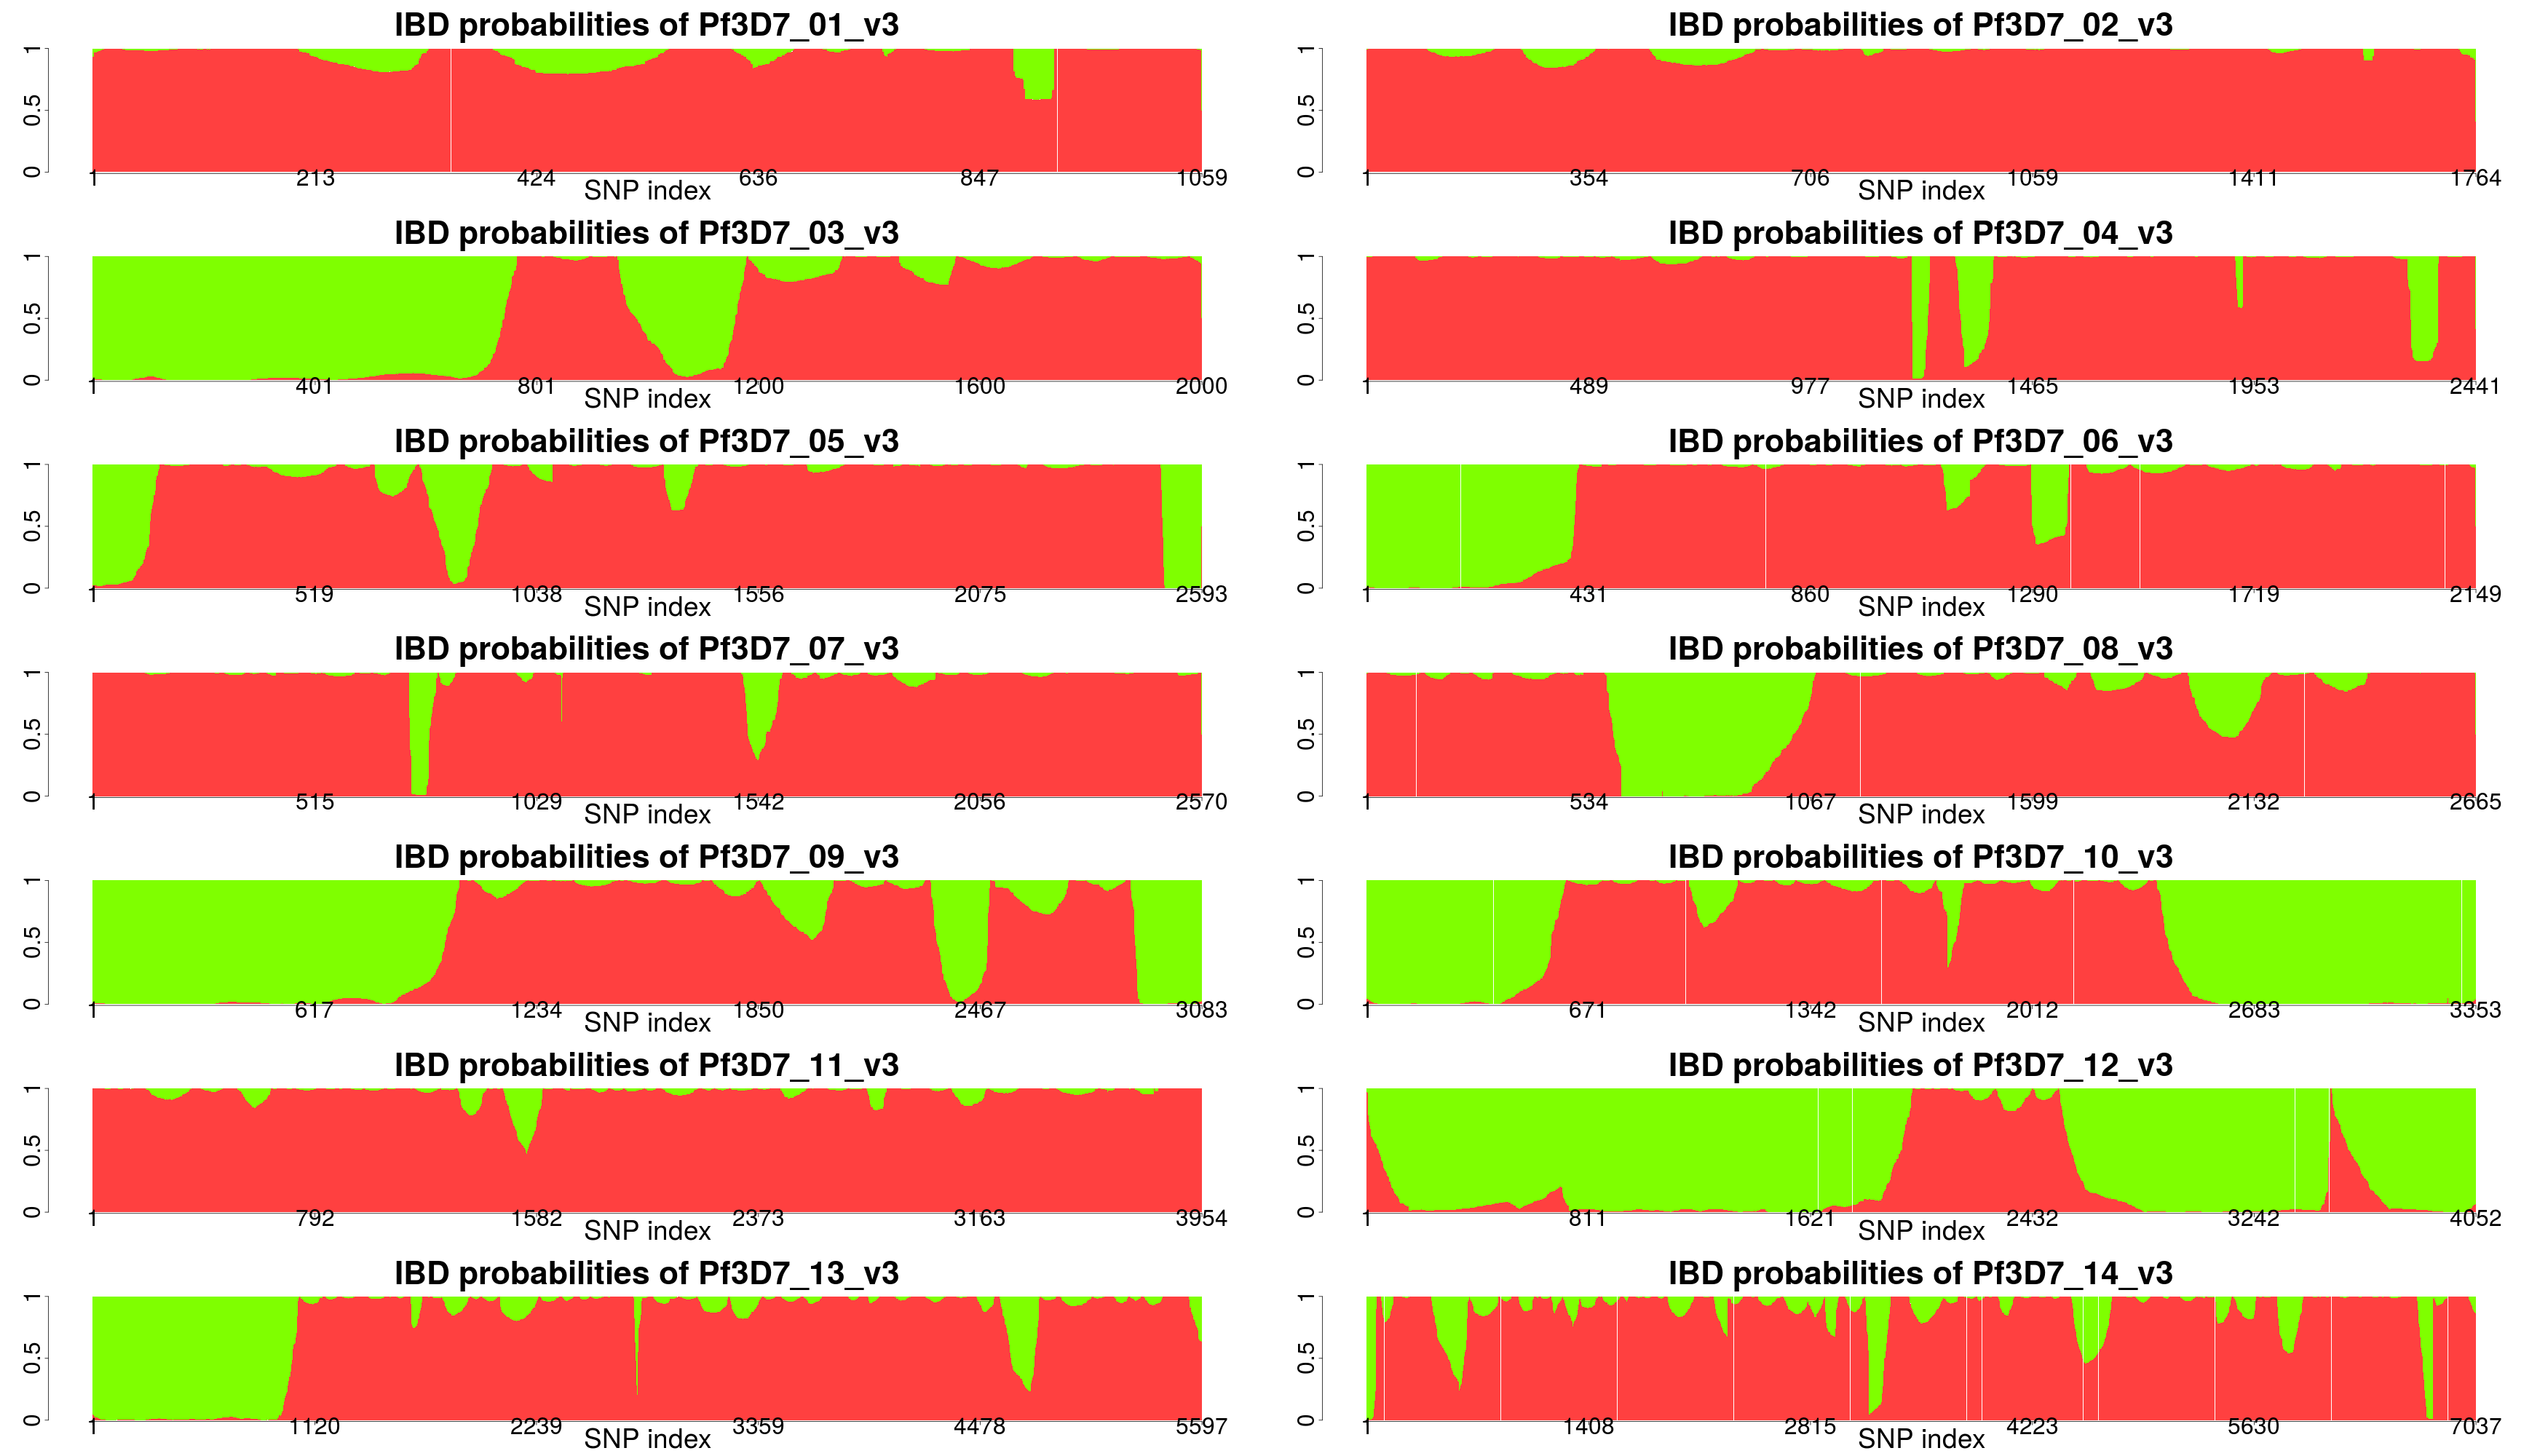 IBD probabilities of Pf3D7_01_v3
0 0.5 1
1 213 424 636 847 1059
SNP index
IBD probabilities of Pf3D7_02_v3
0 0.5 1
1 354 706 1059 1411 1764
SNP index
IBD probabilities of Pf3D7_03_v3
0 0.5 1
1 401 801 1200 1600 2000
SNP index
IBD probabilities of Pf3D7_04_v3
0 0.5 1
1 489 977 1465 1953 2441
SNP index
IBD probabilities of Pf3D7_05_v3
0 0.5 1
1 519 1038 1556 2075 2593
SNP index
IBD probabilities of Pf3D7_06_v3
0 0.5 1
1 431 860 1290 1719 2149
SNP index
IBD probabilities of Pf3D7_07_v3
0 0.5 1
1 515 1029 1542 2056 2570
SNP index
IBD probabilities of Pf3D7_08_v3
0 0.5 1
1 534 1067 1599 2132 2665
SNP index
IBD probabilities of Pf3D7_09_v3
0 0.5 1
1 617 1234 1850 2467 3083
SNP index
IBD probabilities of Pf3D7_10_v3
0 0.5 1
1 671 1342 2012 2683 3353
SNP index
IBD probabilities of Pf3D7_11_v3
0 0.5 1
1 792 1582 2373 3163 3954
SNP index
IBD probabilities of Pf3D7_12_v3
0 0.5 1
1 811 1621 2432 3242 4052
SNP index
IBD probabilities of Pf3D7_13_v3
0 0.5 1
1 1120 2239 3359 4478 5597
SNP index
IBD probabilities of Pf3D7_14_v3
0 0.5 1
1 1408 2815 4223 5630 7037
SNP index